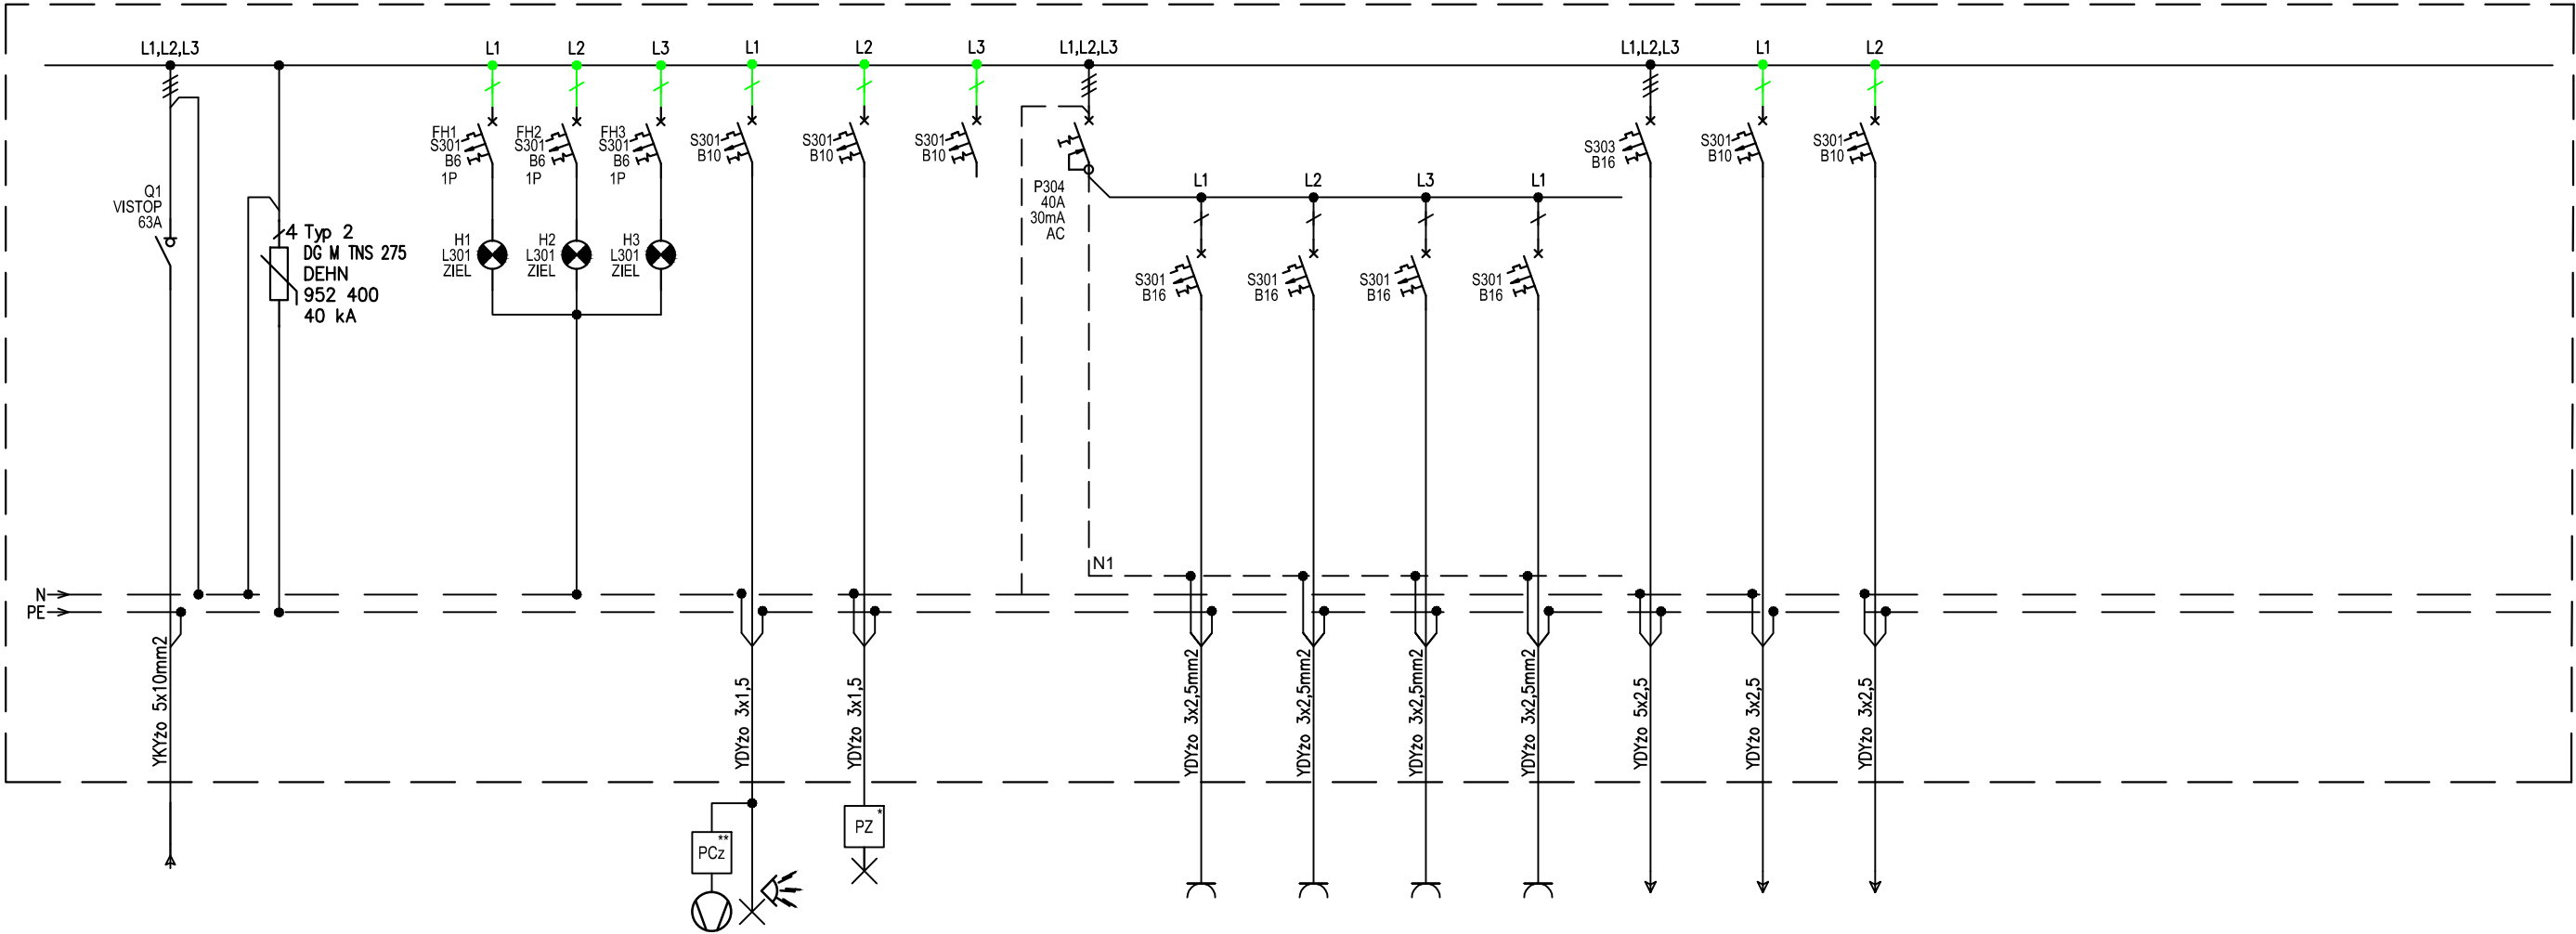 L1,L2,L3
L1
L2
L3
L1
L2
L3
L1,L2,L3
L1,L2,L3
L1
L2
FH1
S301
B6
1P
FH2
S301
B6
1P
FH3
S301
B6
1P
S301
B10
S301
B10
S301
B10
S303
B16
S301
B10
S301
B10
Q1
VISTOP
63A
P304
40A
30mA
AC
L1
L2
L3
L1
4 Typ 2
DG M TNS 275
DEHN
952 400
40 kA
H1
L301
ZIEL
H2
L301
ZIEL
H3
L301
ZIEL
S301
B16
S301
B16
S301
B16
S301
B16
N1
N
PE
YKYżo 5x10mm2
YDYżo 3x1,5
YDYżo 3x1,5
YDYżo 3x2,5mm2
YDYżo 3x2,5mm2
YDYżo 3x2,5mm2
YDYżo 3x2,5mm2
YDYżo 5x2,5
YDYżo 3x2,5
YDYżo 3x2,5
PZ *
PCz **